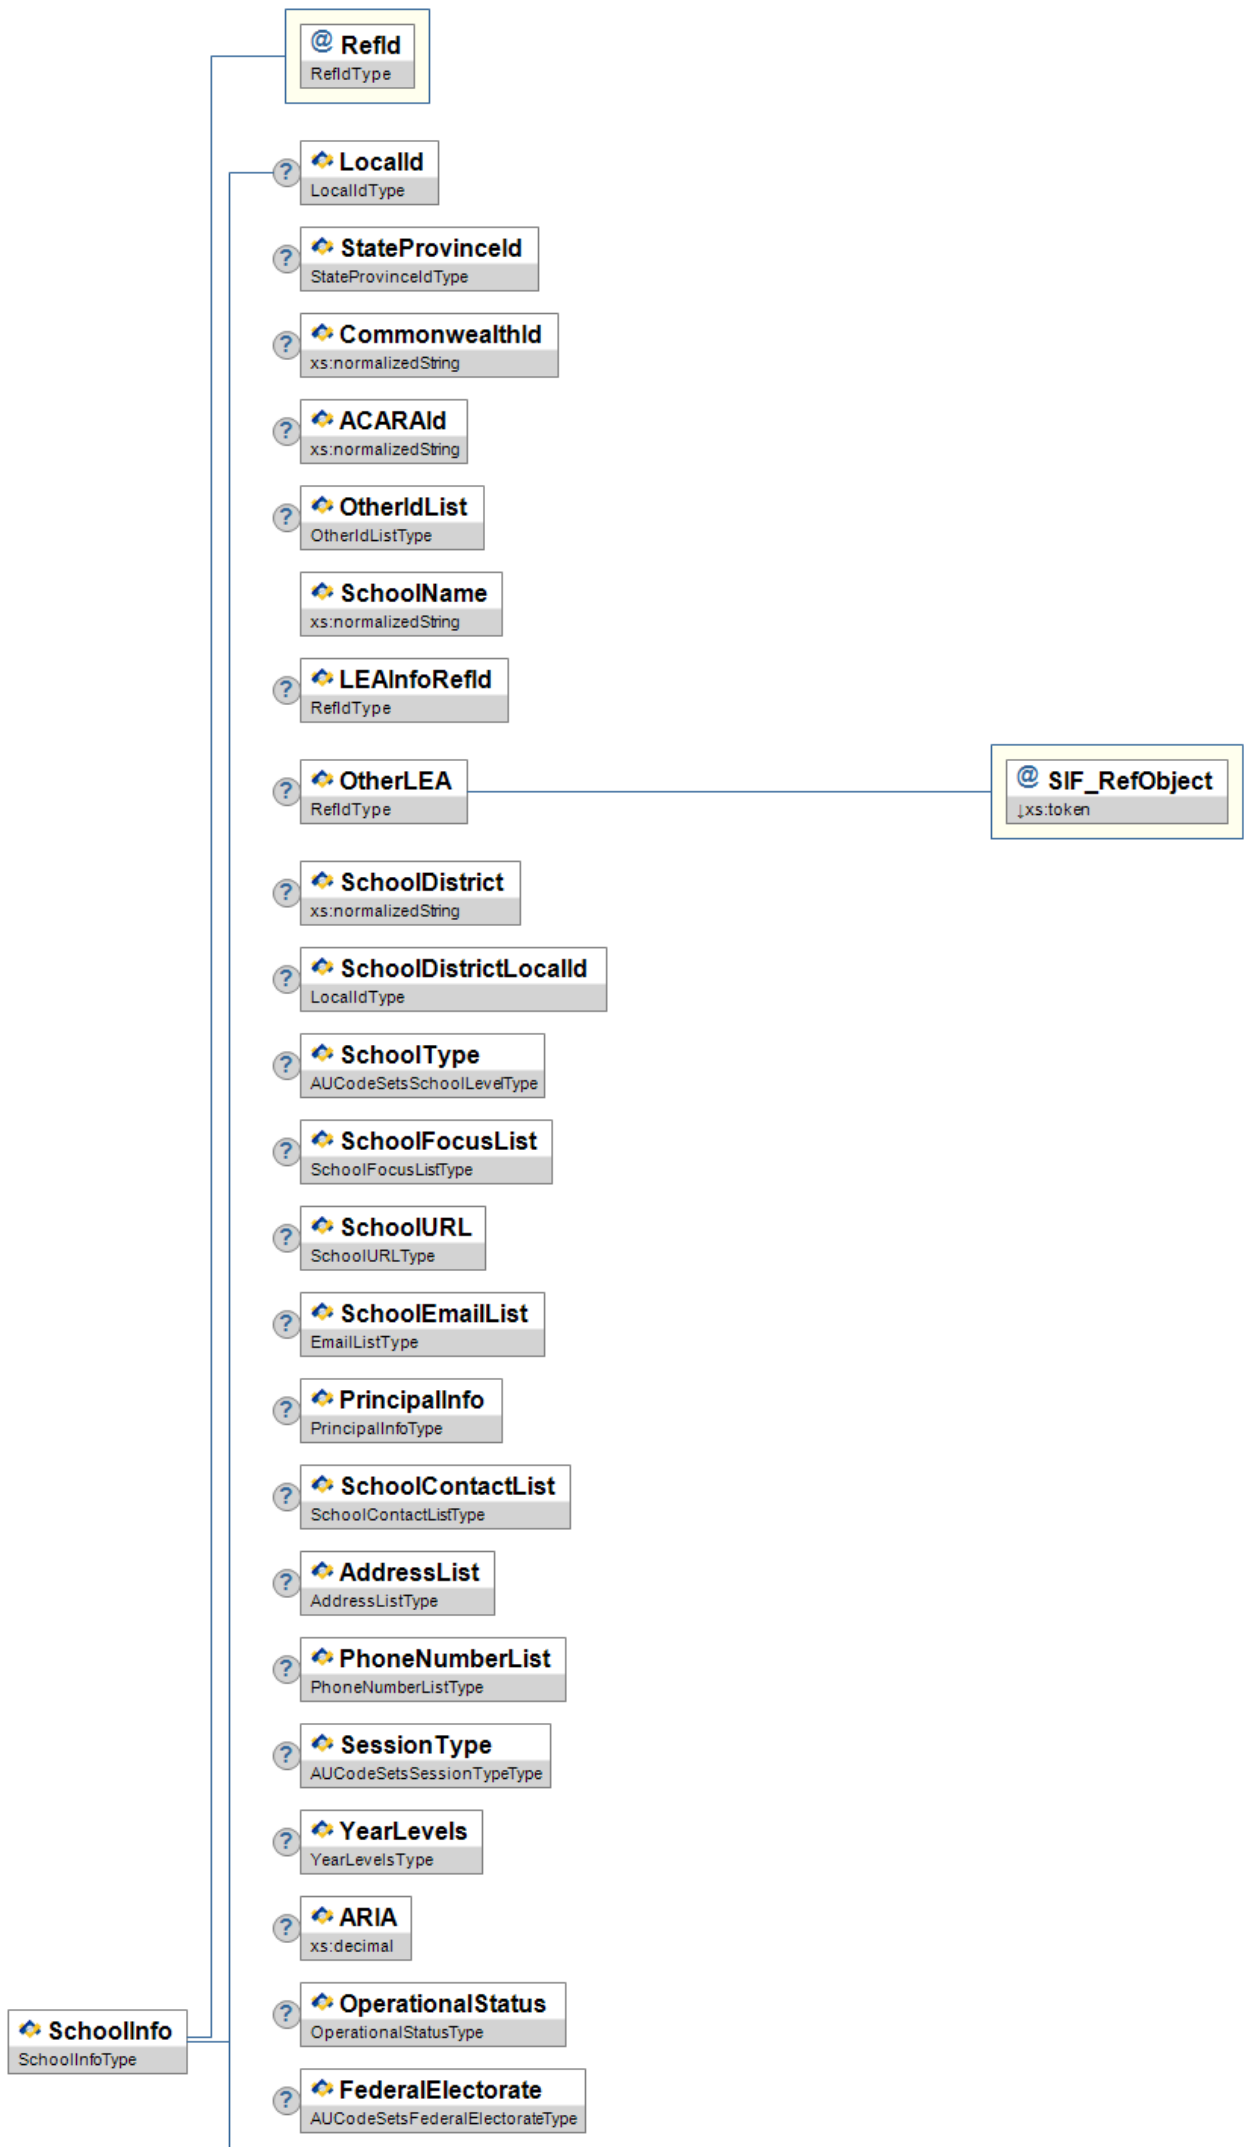 @ RefId
RefIdType
? LocalId
LocalIdType
? StateProvinceId
StateProvinceIdType
? CommonwealthId
xs:normalizedString
? ACARAId
xs:normalizedString
? OtherIdList
OtherIdListType
SchoolName
xs:normalizedString
? LEAInfoRefId
RefIdType
? OtherLEA
RefIdType
@ SIF_RefObject
↓xs:token
? SchoolDistrict
xs:normalizedString
? SchoolDistrictLocalId
LocalIdType
? SchoolType
AUCodeSetsSchoolLevelType
? SchoolFocusList
SchoolFocusListType
? SchoolURL
SchoolURLType
? SchoolEmailList
EmailListType
? PrincipalInfo
PrincipalInfoType
? SchoolContactList
SchoolContactListType
? AddressList
AddressListType
? PhoneNumberList
PhoneNumberListType
? SessionType
AUCodeSetsSessionTypeType
? YearLevels
YearLevelsType
? ARIA
xs:decimal
? OperationalStatus
OperationalStatusType
SchoolInfo
SchoolInfoType
? FederalElectorate
AUCodeSetsFederalElectorateType